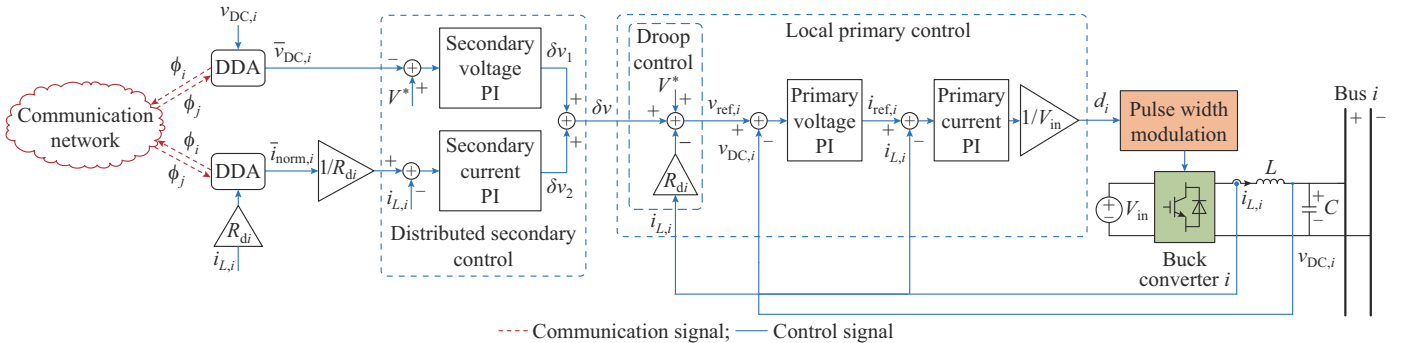 v_DC,i
DDA
v̄_DC,i
ϕ_i
ϕ_j
Communication
network
ϕ_i
ϕ_j
DDA
ī_norm,i
1/R_di
R_di
i_L,i
−
+
V*
Secondary
voltage
PI
δv_1
+
−
i_L,i
Secondary
current
PI
δv_2
+
+
δv
Distributed secondary
control
Local primary control
Droop
control
V*
+
+
−
R_di
i_L,i
v_ref,i
+
−
v_DC,i
Primary
voltage
PI
i_ref,i
+
−
i_L,i
Primary
current
PI
1/V_in
d_i
Pulse width
modulation
Bus i
+
−
+
−
V_in
Buck
converter i
i_L,i
L
+
−
C
v_DC,i
Communication signal;
Control signal